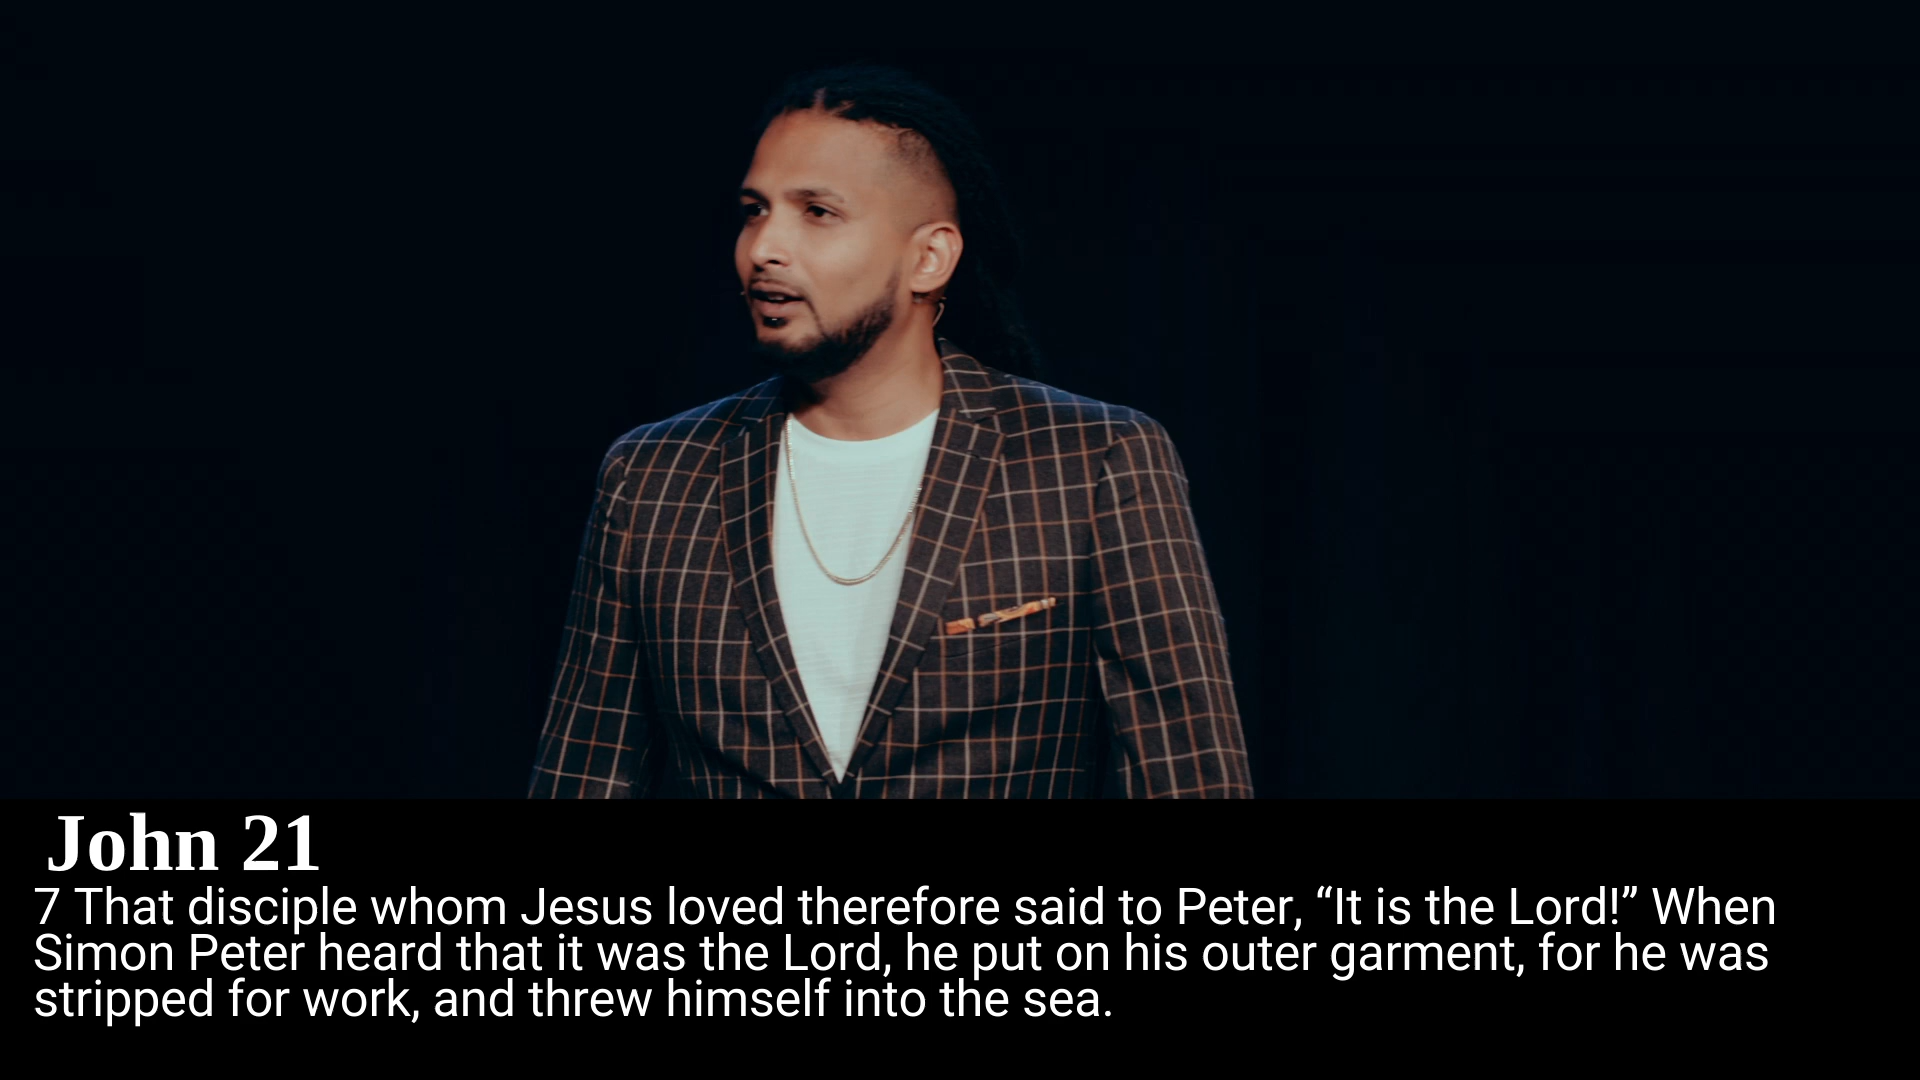 John 21
7 That disciple whom Jesus loved therefore said to Peter, “It is the Lord!” When
Simon Peter heard that it was the Lord, he put on his outer garment, for he was
stripped for work, and threw himself into the sea.